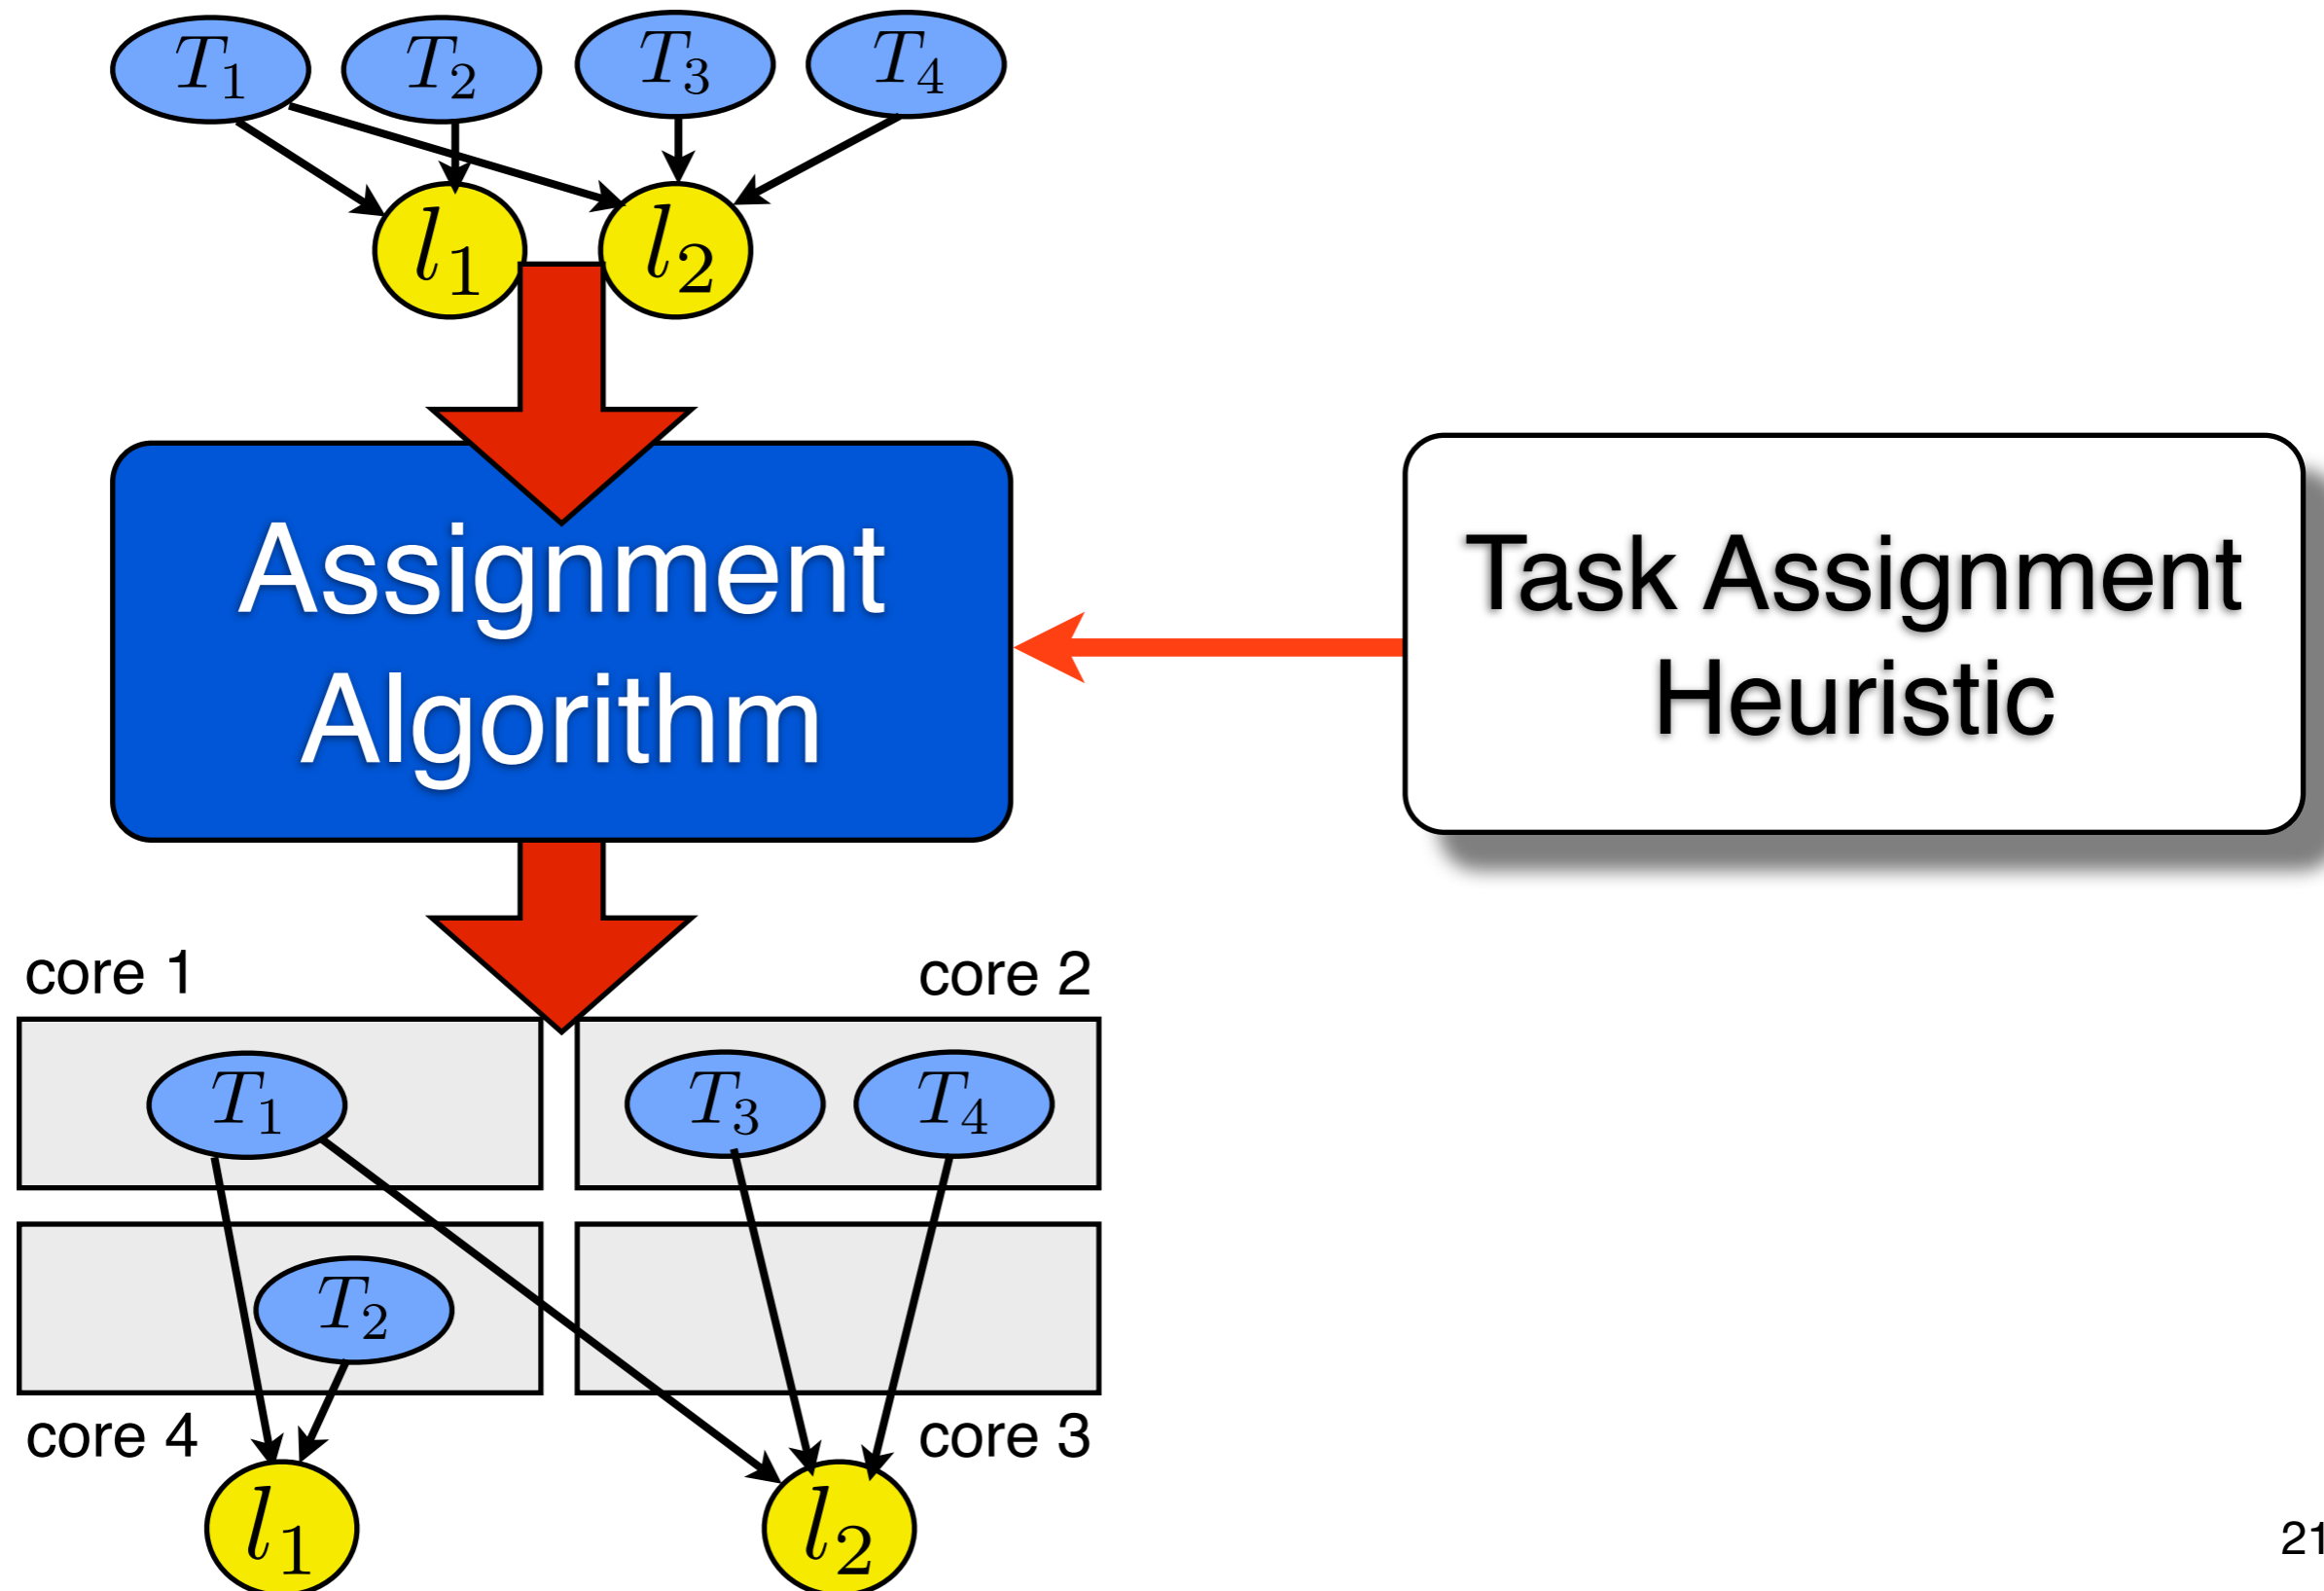 T1 T2 T3 T4
l1 l2
Assignment
Algorithm
Task Assignment
Heuristic
core 1 core 2
T1 T3 T4
T2
core 4 core 3
l1 l2
21